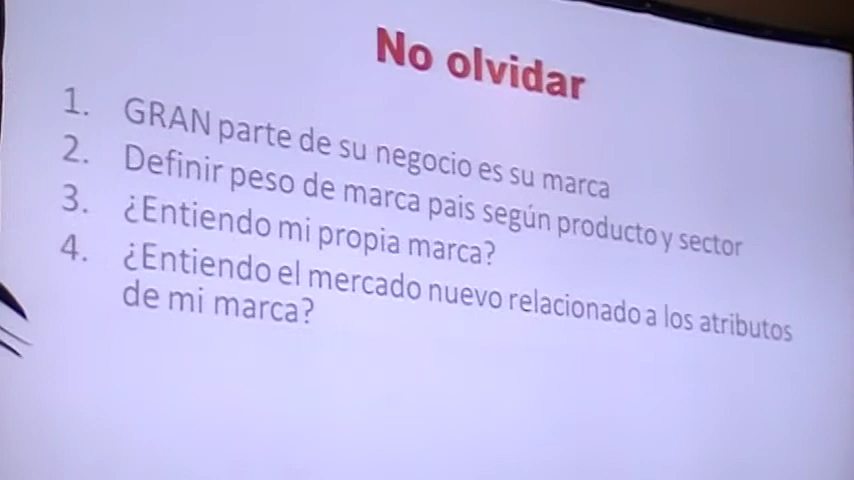 No olvidar
1. GRAN parte de su negocio es su marca
2. Definir peso de marca pais según producto y sector
3. ¿Entiendo mi propia marca?
4. ¿Entiendo el mercado nuevo relacionado a los atributos
de mi marca?